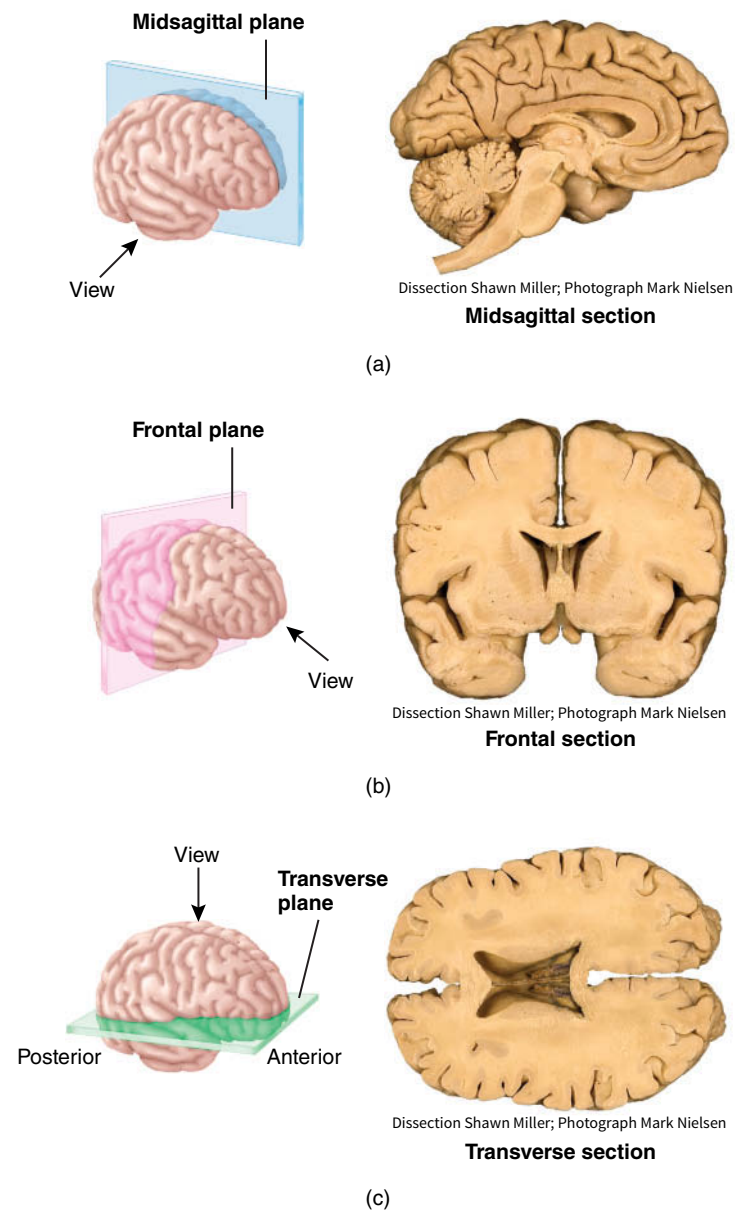 Midsagittal plane
View
Dissection Shawn Miller; Photograph Mark Nielsen
Midsagittal section
(a)
Frontal plane
View
Dissection Shawn Miller; Photograph Mark Nielsen
Frontal section
(b)
View
Transverse
plane
Posterior
Anterior
Dissection Shawn Miller; Photograph Mark Nielsen
Transverse section
(c)